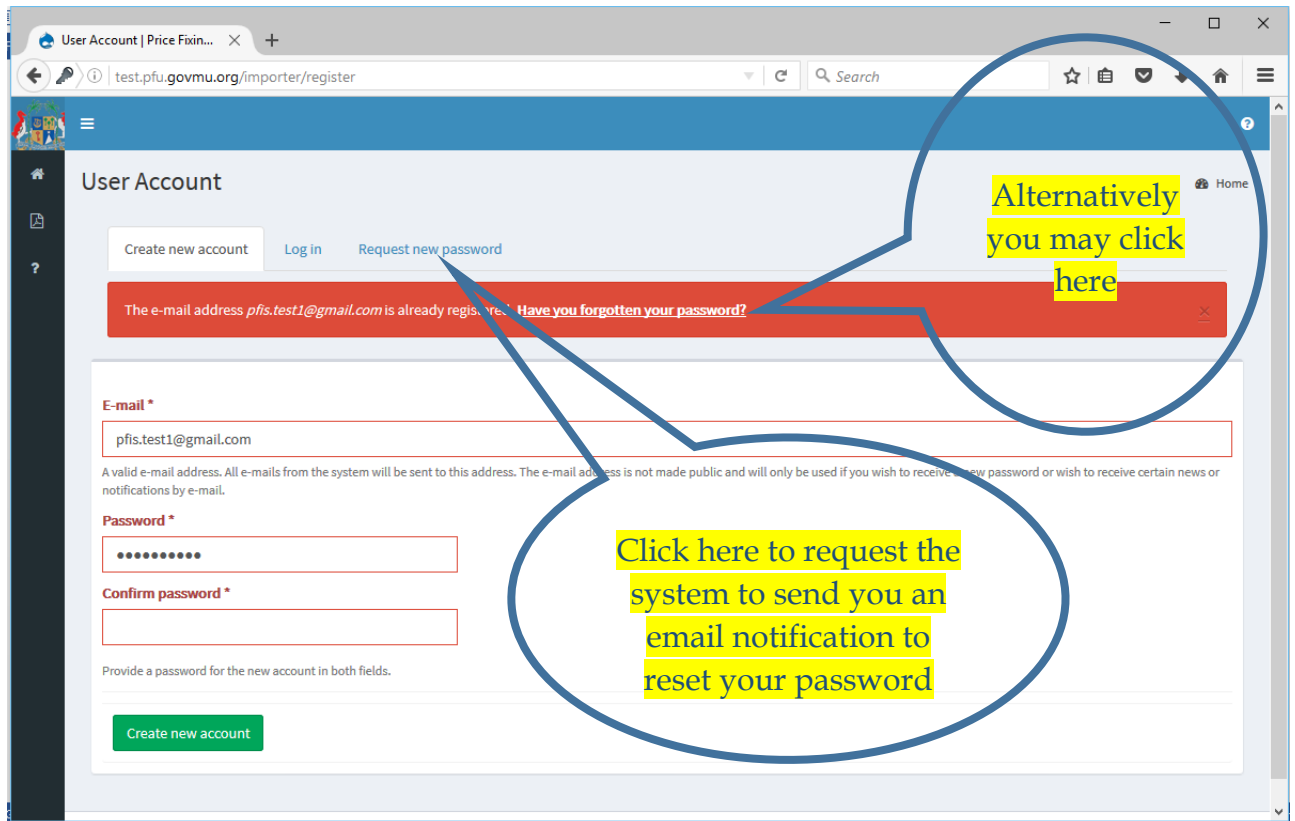 User Account | Price Fixin...
test.pfu.govmu.org/importer/register
Search
User Account
Home
Create new account
Log in
Request new password
The e-mail address pfis.test1@gmail.com is already registered. Have you forgotten your password?
Alternatively
you may click
here
E-mail *
pfis.test1@gmail.com
A valid e-mail address. All e-mails from the system will be sent to this address. The e-mail address is not made public and will only be used if you wish to receive a new password or wish to receive certain news or
notifications by e-mail.
Password *
Confirm password *
Provide a password for the new account in both fields.
Create new account
Click here to request the
system to send you an
email notification to
reset your password